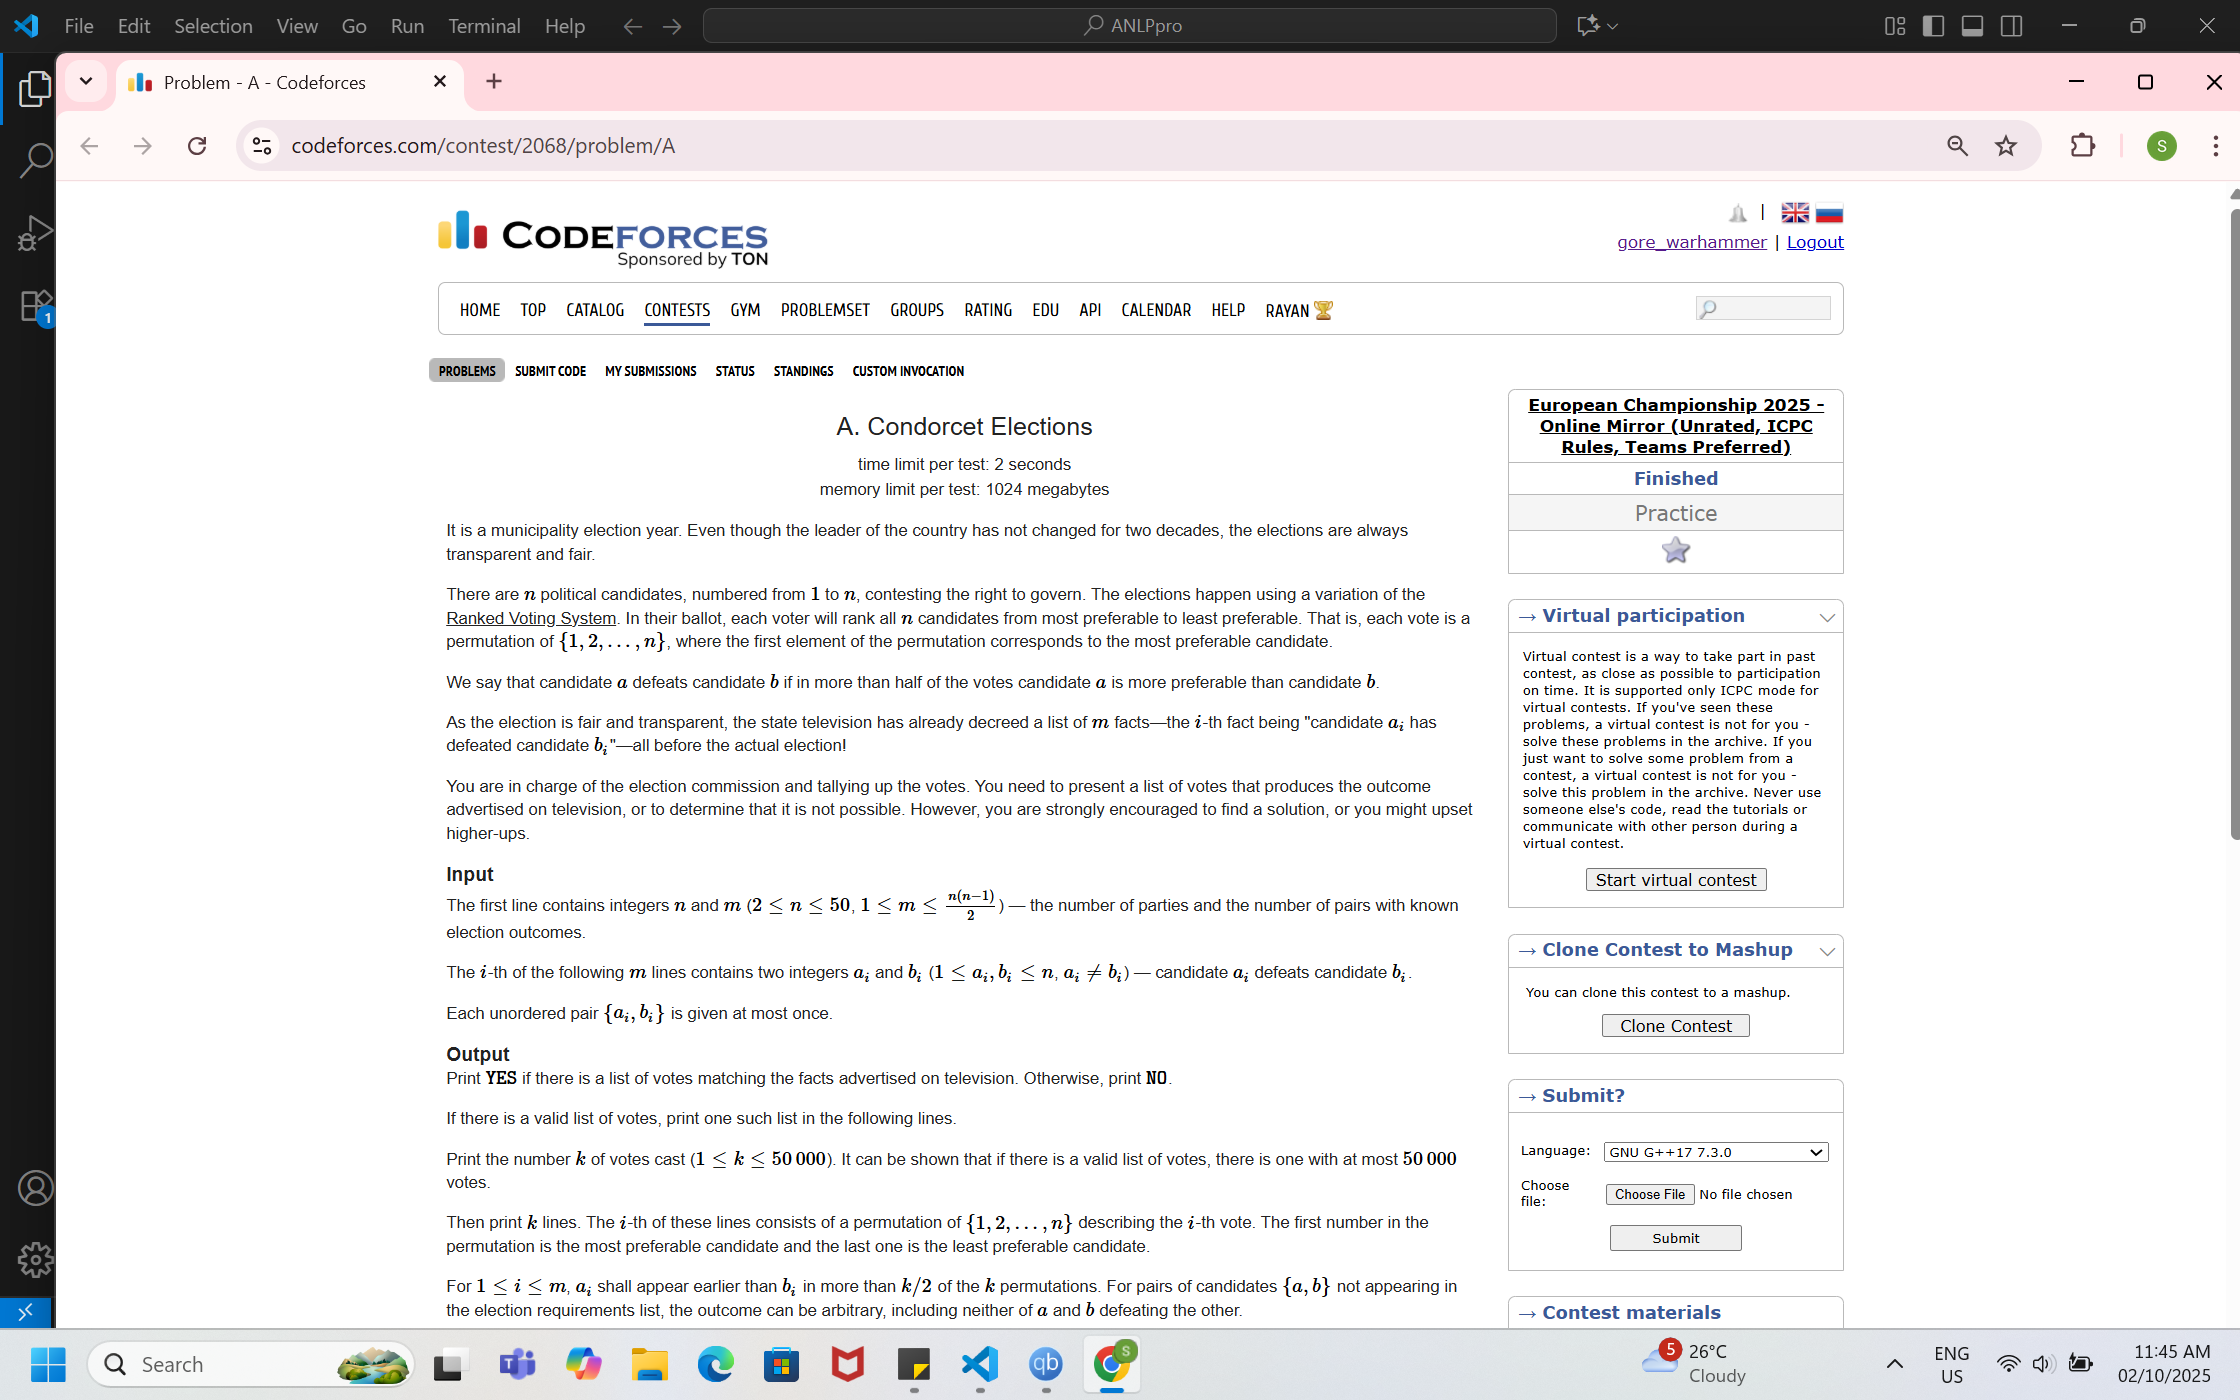 File Edit Selection View Go Run Terminal Help ANLPpro
Problem - A - Codeforces
codeforces.com/contest/2068/problem/A
S
CODEFORCES
Sponsored by TON
gore_warhammer | Logout
HOME TOP CATALOG CONTESTS GYM PROBLEMSET GROUPS RATING EDU API CALENDAR HELP RAYAN
PROBLEMS SUBMIT CODE MY SUBMISSIONS STATUS STANDINGS CUSTOM INVOCATION
A. Condorcet Elections
time limit per test: 2 seconds
memory limit per test: 1024 megabytes
It is a municipality election year. Even though the leader of the country has not changed for two decades, the elections are always
transparent and fair.
There are n political candidates, numbered from 1 to n, contesting the right to govern. The elections happen using a variation of the
Ranked Voting System. In their ballot, each voter will rank all n candidates from most preferable to least preferable. That is, each vote is a
permutation of {1, 2, . . . , n}, where the first element of the permutation corresponds to the most preferable candidate.
We say that candidate a defeats candidate b if in more than half of the votes candidate a is more preferable than candidate b.
As the election is fair and transparent, the state television has already decreed a list of m facts—the i-th fact being "candidate aᵢ has
defeated candidate bᵢ"—all before the actual election!
You are in charge of the election commission and tallying up the votes. You need to present a list of votes that produces the outcome
advertised on television, or to determine that it is not possible. However, you are strongly encouraged to find a solution, or you might upset
higher-ups.
Input
The first line contains integers n and m (2 ≤ n ≤ 50, 1 ≤ m ≤ n(n−1)/2) — the number of parties and the number of pairs with known
election outcomes.
The i-th of the following m lines contains two integers aᵢ and bᵢ (1 ≤ aᵢ, bᵢ ≤ n, aᵢ ≠ bᵢ) — candidate aᵢ defeats candidate bᵢ.
Each unordered pair {aᵢ, bᵢ} is given at most once.
Output
Print YES if there is a list of votes matching the facts advertised on television. Otherwise, print NO.
If there is a valid list of votes, print one such list in the following lines.
Print the number k of votes cast (1 ≤ k ≤ 50 000). It can be shown that if there is a valid list of votes, there is one with at most 50 000
votes.
Then print k lines. The i-th of these lines consists of a permutation of {1, 2, . . . , n} describing the i-th vote. The first number in the
permutation is the most preferable candidate and the last one is the least preferable candidate.
For 1 ≤ i ≤ m, aᵢ shall appear earlier than bᵢ in more than k/2 of the k permutations. For pairs of candidates {a, b} not appearing in
the election requirements list, the outcome can be arbitrary, including neither of a and b defeating the other.
European Championship 2025 -
Online Mirror (Unrated, ICPC
Rules, Teams Preferred)
Finished
Practice
→ Virtual participation
Virtual contest is a way to take part in past
contest, as close as possible to participation
on time. It is supported only ICPC mode for
virtual contests. If you've seen these
problems, a virtual contest is not for you -
solve these problems in the archive. If you
just want to solve some problem from a
contest, a virtual contest is not for you -
solve this problem in the archive. Never use
someone else's code, read the tutorials or
communicate with other person during a
virtual contest.
Start virtual contest
→ Clone Contest to Mashup
You can clone this contest to a mashup.
Clone Contest
→ Submit?
Language: GNU G++17 7.3.0
Choose
file: Choose File No file chosen
Submit
→ Contest materials
1
Search
T
qb
S
5
26°C
Cloudy
ENG
US
11:45 AM
02/10/2025